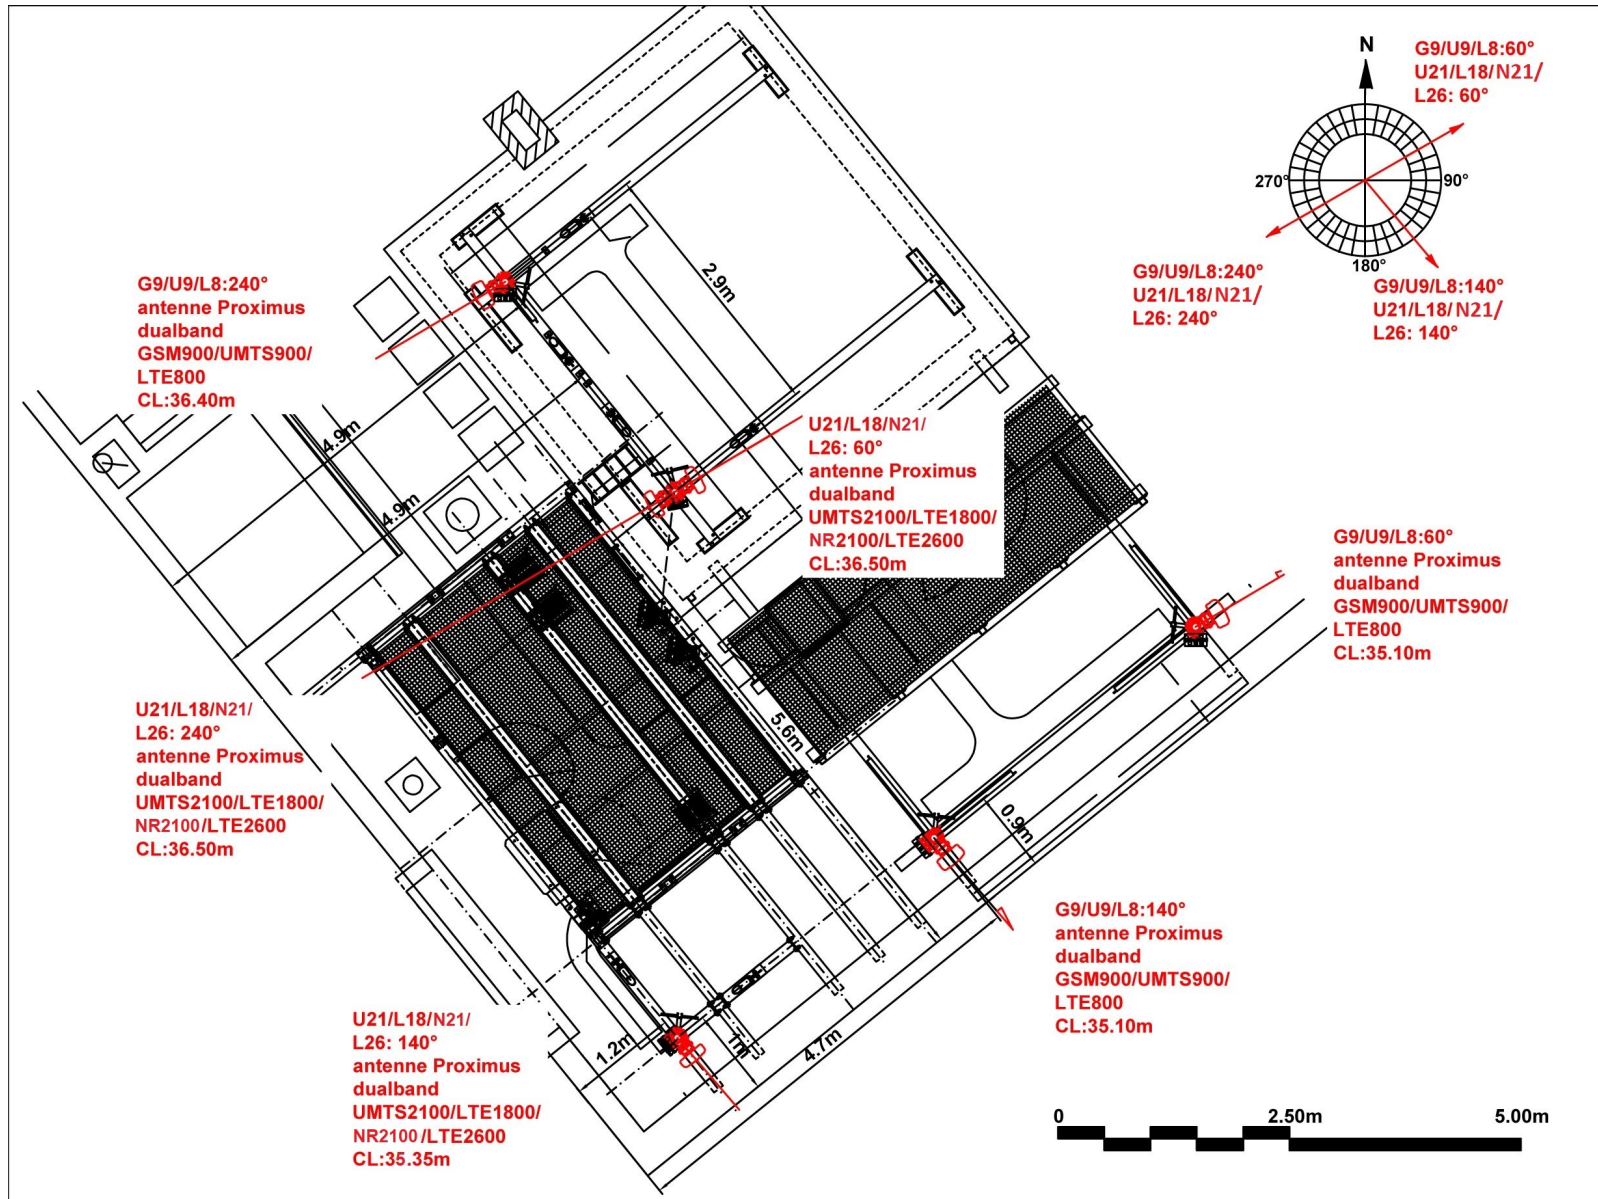 N
G9/U9/L8:60°
U21/L18/N21/
L26: 60°
270°
90°
180°
G9/U9/L8:240°
U21/L18/N21/
L26: 240°
G9/U9/L8:140°
U21/L18/N21/
L26: 140°
G9/U9/L8:240°
antenne Proximus
dualband
GSM900/UMTS900/
LTE800
CL:36.40m
2.9m
4.9m
4.9m
U21/L18/N21/
L26: 60°
antenne Proximus
dualband
UMTS2100/LTE1800/
NR2100/LTE2600
CL:36.50m
G9/U9/L8:60°
antenne Proximus
dualband
GSM900/UMTS900/
LTE800
CL:35.10m
U21/L18/N21/
L26: 240°
antenne Proximus
dualband
UMTS2100/LTE1800/
NR2100/LTE2600
CL:36.50m
5.6m
0.9m
G9/U9/L8:140°
antenne Proximus
dualband
GSM900/UMTS900/
LTE800
CL:35.10m
U21/L18/N21/
L26: 140°
antenne Proximus
dualband
UMTS2100/LTE1800/
NR2100/LTE2600
CL:35.35m
1.2m
1m
4.7m
0
2.50m
5.00m